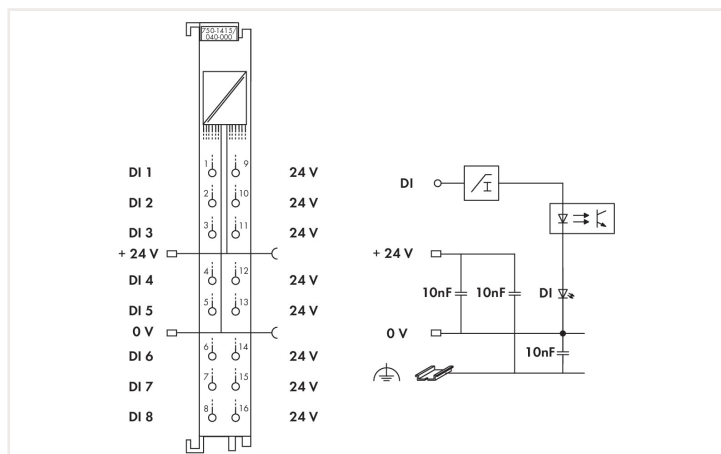 750-1415/
040-000
DI 1 1 9 24 V
DI 2 2 10 24 V
DI 3 3 11 24 V
+ 24 V
DI 4 4 12 24 V
DI 5 5 13 24 V
0 V
DI 6 6 14 24 V
DI 7 7 15 24 V
DI 8 8 16 24 V
DI
I
+ 24 V
10nF 10nF DI
0 V
10nF